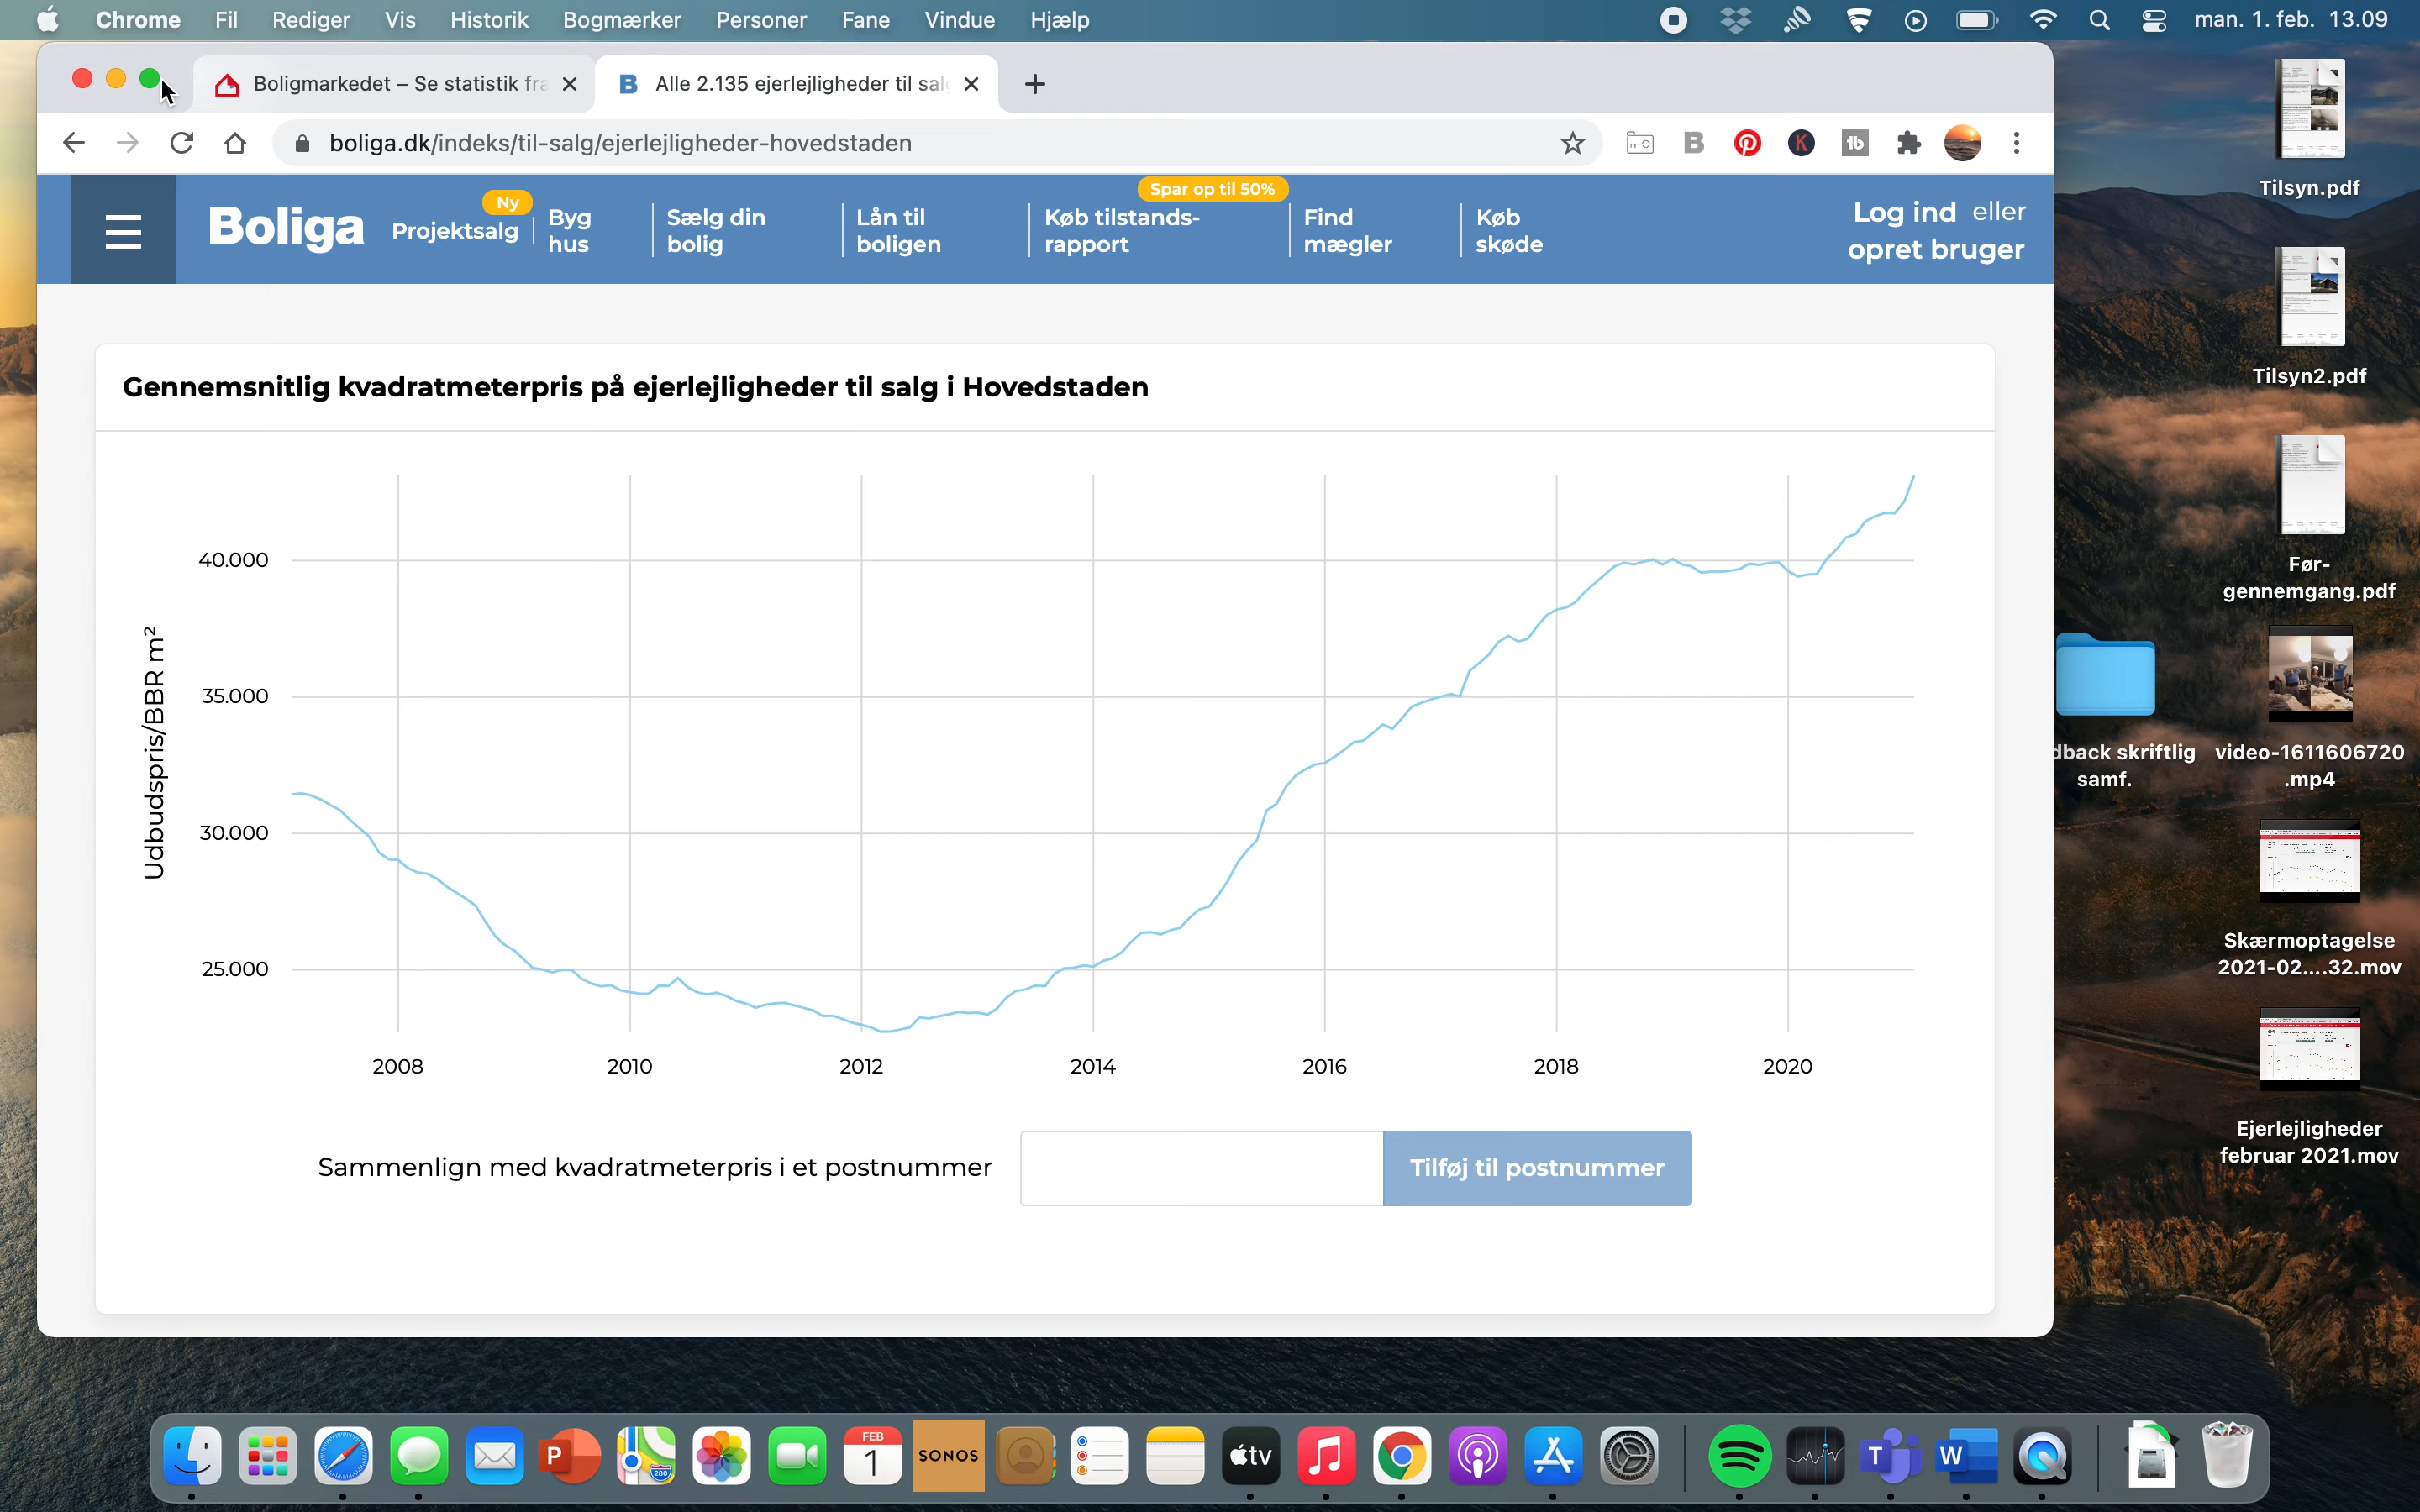 Chrome Fil Rediger Vis Historik Bogmærker Personer Fane Vindue Hjælp
man. 1. feb. 13.09
Boligmarkedet – Se statistik fra
B Alle 2.135 ejerlejligheder til salg
boliga.dk/indeks/til-salg/ejerlejligheder-hovedstaden
Boliga
Ny
Projektsalg
Byg
hus
Sælg din
bolig
Lån til
boligen
Spar op til 50%
Køb tilstands-
rapport
Find
mægler
Køb
skøde
Log ind eller
opret bruger
Gennemsnitlig kvadratmeterpris på ejerlejligheder til salg i Hovedstaden
Udbudspris/BBR m²
40.000
35.000
30.000
25.000
2008 2010 2012 2014 2016 2018 2020
Sammenlign med kvadratmeterpris i et postnummer
Tilføj til postnummer
Tilsyn.pdf
Tilsyn2.pdf
Før-
gennemgang.pdf
dback skriftlig
samf.
video-1611606720
.mp4
Skærmoptagelse
2021-02....32.mov
Ejerlejligheder
februar 2021.mov
P
280
FEB
1
SONOS
tv
T
W